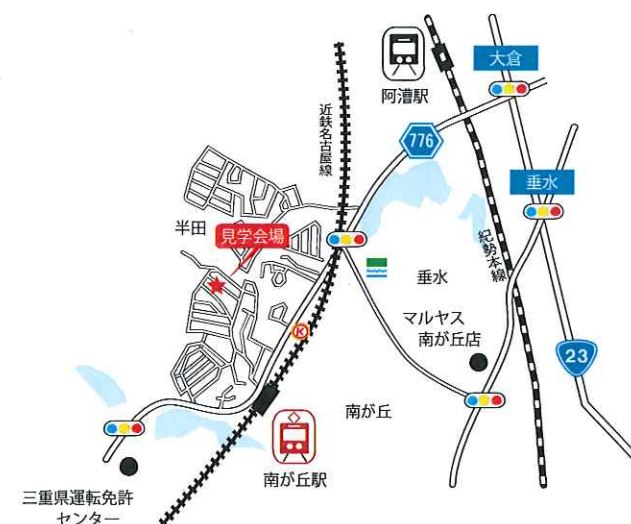 大倉
阿漕駅
776
近鉄名古屋線
垂水
半田
見学会場
紀勢本線
垂水
マルヤス
南が丘店
23
K
南が丘
南が丘駅
三重県運転免許
センター